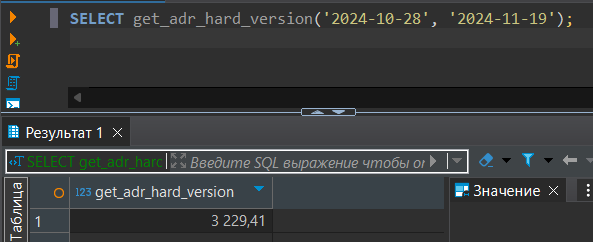 SELECT get_adr_hard_version('2024-10-28', '2024-11-19');
Результат 1
T SELECT get_adr_harc Введите SQL выражение чтобы от
Таблица
123 get_adr_hard_version
Значение
1 3 229,41